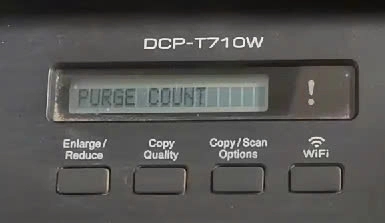 DCP-T710W
PURGE COUNT
!
Enlarge/
Reduce
Copy
Quality
Copy/Scan
Options
WiFi